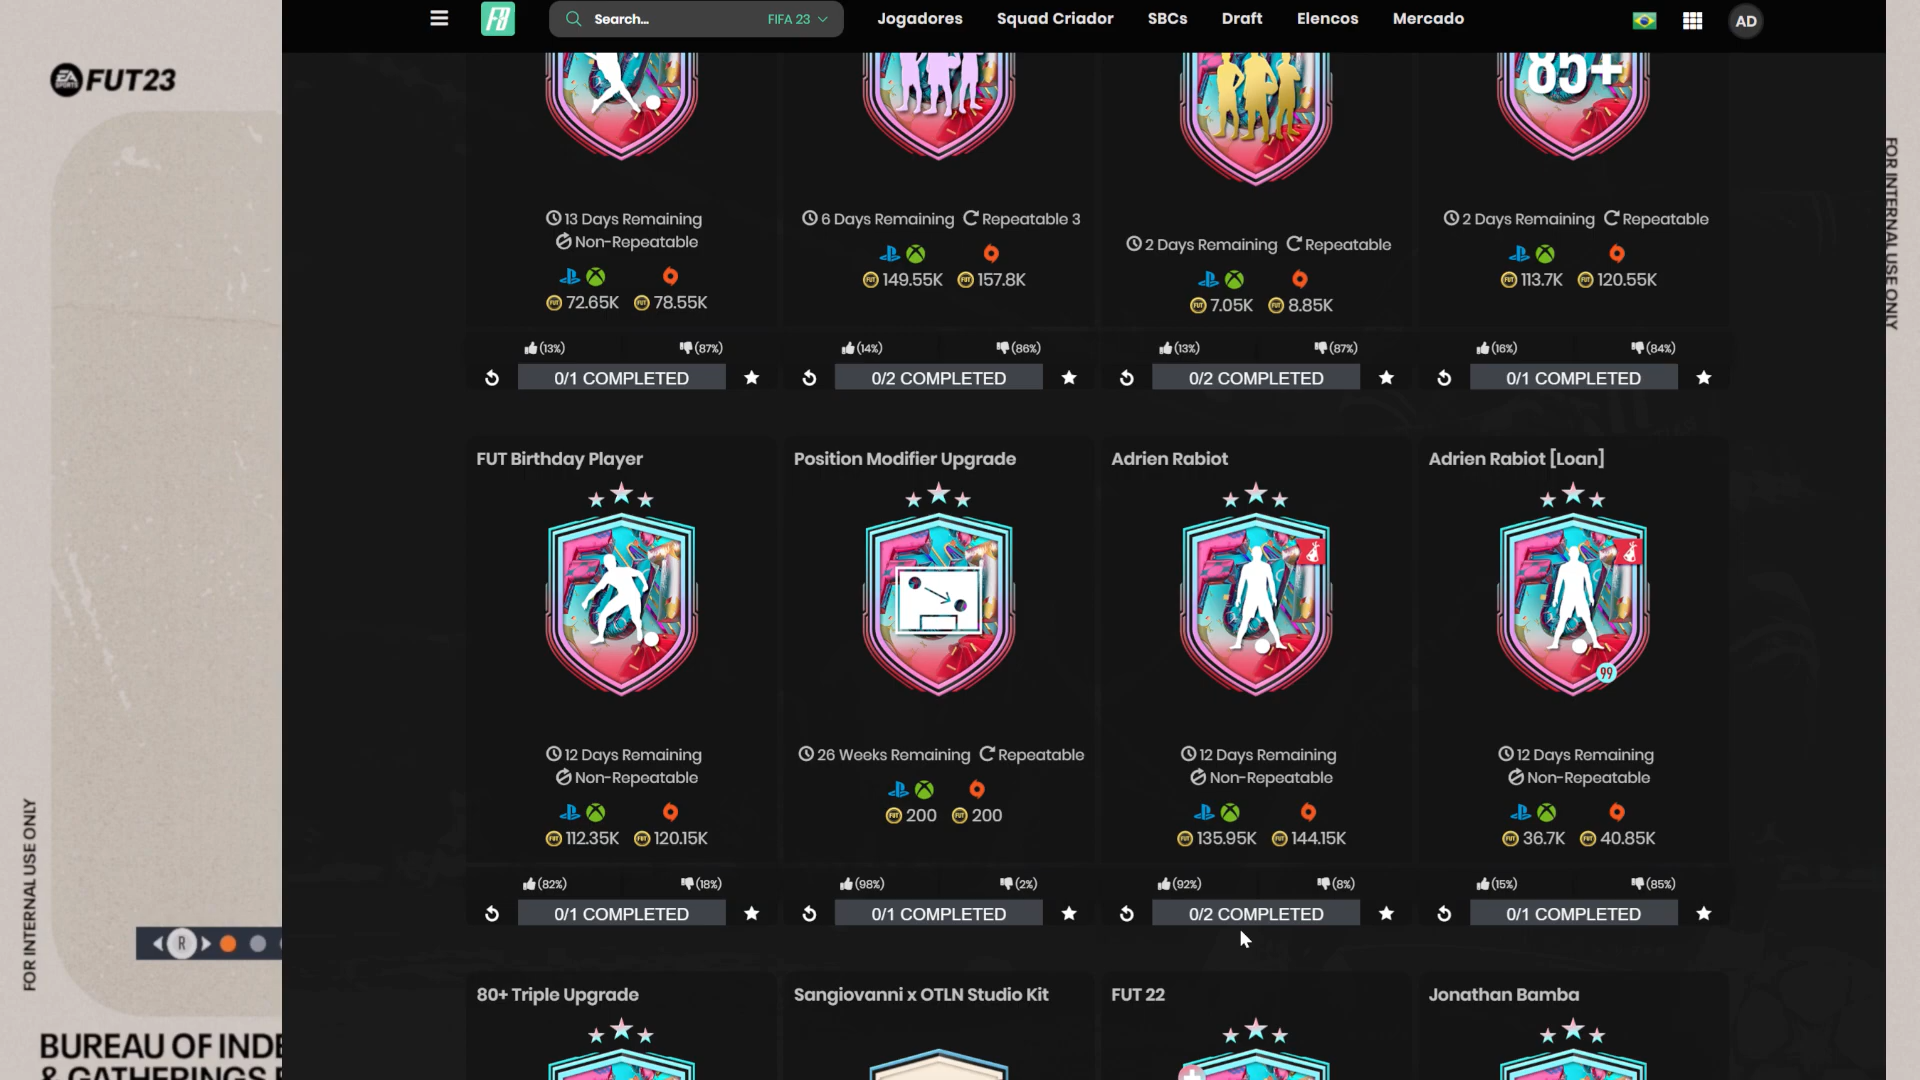 Search...
FIFA 23
Jogadores
Squad Criador
SBCs
Draft
Elencos
Mercado
AD
EA SPORTS FUT23
85+
13 Days Remaining
Non-Repeatable
72.65K 78.55K
6 Days Remaining Repeatable 3
149.55K 157.8K
2 Days Remaining Repeatable
7.05K 8.85K
2 Days Remaining Repeatable
113.7K 120.55K
(13%) (87%)
0/1 COMPLETED
(14%) (86%)
0/2 COMPLETED
(13%) (87%)
0/2 COMPLETED
(16%) (84%)
0/1 COMPLETED
FUT Birthday Player
12 Days Remaining
Non-Repeatable
112.35K 120.15K
(82%) (18%)
0/1 COMPLETED
Position Modifier Upgrade
26 Weeks Remaining Repeatable
200 200
(98%) (2%)
0/1 COMPLETED
Adrien Rabiot
12 Days Remaining
Non-Repeatable
135.95K 144.15K
(92%) (8%)
0/2 COMPLETED
Adrien Rabiot [Loan]
99
12 Days Remaining
Non-Repeatable
36.7K 40.85K
(15%) (85%)
0/1 COMPLETED
80+ Triple Upgrade
Sangiovanni x OTLN Studio Kit
FUT 22
Jonathan Bamba
FOR INTERNAL USE ONLY
FOR INTERNAL USE ONLY
R
BUREAU OF INDE
& GATHERINGS